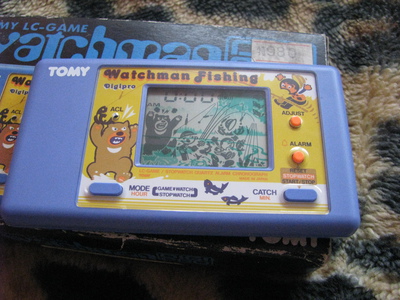 MY LC-GAME
watchman
TOMY
Watchman Fishing
Digipro
ACL
ADJUST
ALARM
STOPWATCH
MODE
HOUR
GAME WATCH
STOPWATCH
CATCH
MIN
TOMY